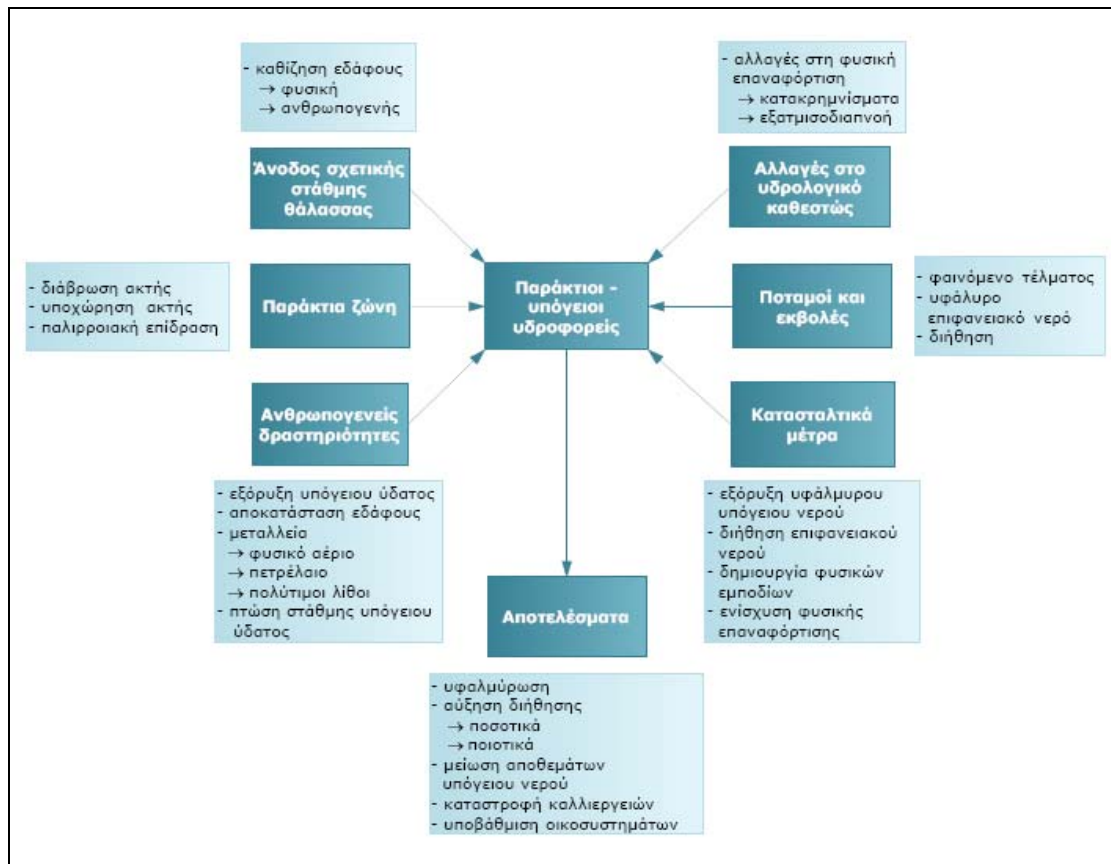 - καθίζηση εδάφους
→ φυσική
→ ανθρωπογενής
Άνοδος σχετικής
στάθμης
θάλασσας
- αλλαγές στη φυσική
επαναφόρτιση
→ κατακρημνίσματα
→ εξατμισοδιαπνοή
Αλλαγές στο
υδρολογικό
καθεστώς
- διάβρωση ακτής
- υποχώρηση ακτής
- παλιρροιακή επίδραση
Παράκτια ζώνη
Παράκτιοι -
υπόγειοι
υδροφορείς
Ποταμοί και
εκβολές
- φαινόμενο τέλματος
- υφάλυρο
επιφανειακό νερό
- διήθηση
Ανθρωπογενείς
δραστηριότητες
- εξόρυξη υπόγειου ύδατος
- αποκατάσταση εδάφους
- μεταλλεία
→ φυσικό αέριο
→ πετρέλαιο
→ πολύτιμοι λίθοι
- πτώση στάθμης υπόγειου
ύδατος
Κατασταλτικά
μέτρα
- εξόρυξη υφάλμυρου
υπόγειου νερού
- διήθηση επιφανειακού
νερού
- δημιουργία φυσικών
εμποδίων
- ενίσχυση φυσικής
επαναφόρτισης
Αποτελέσματα
- υφαλμύρωση
- αύξηση διήθησης
→ ποσοτικά
→ ποιοτικά
- μείωση αποθεμάτων
υπόγειου νερού
- καταστροφή καλλιεργειών
- υποβάθμιση οικοσυστημάτων